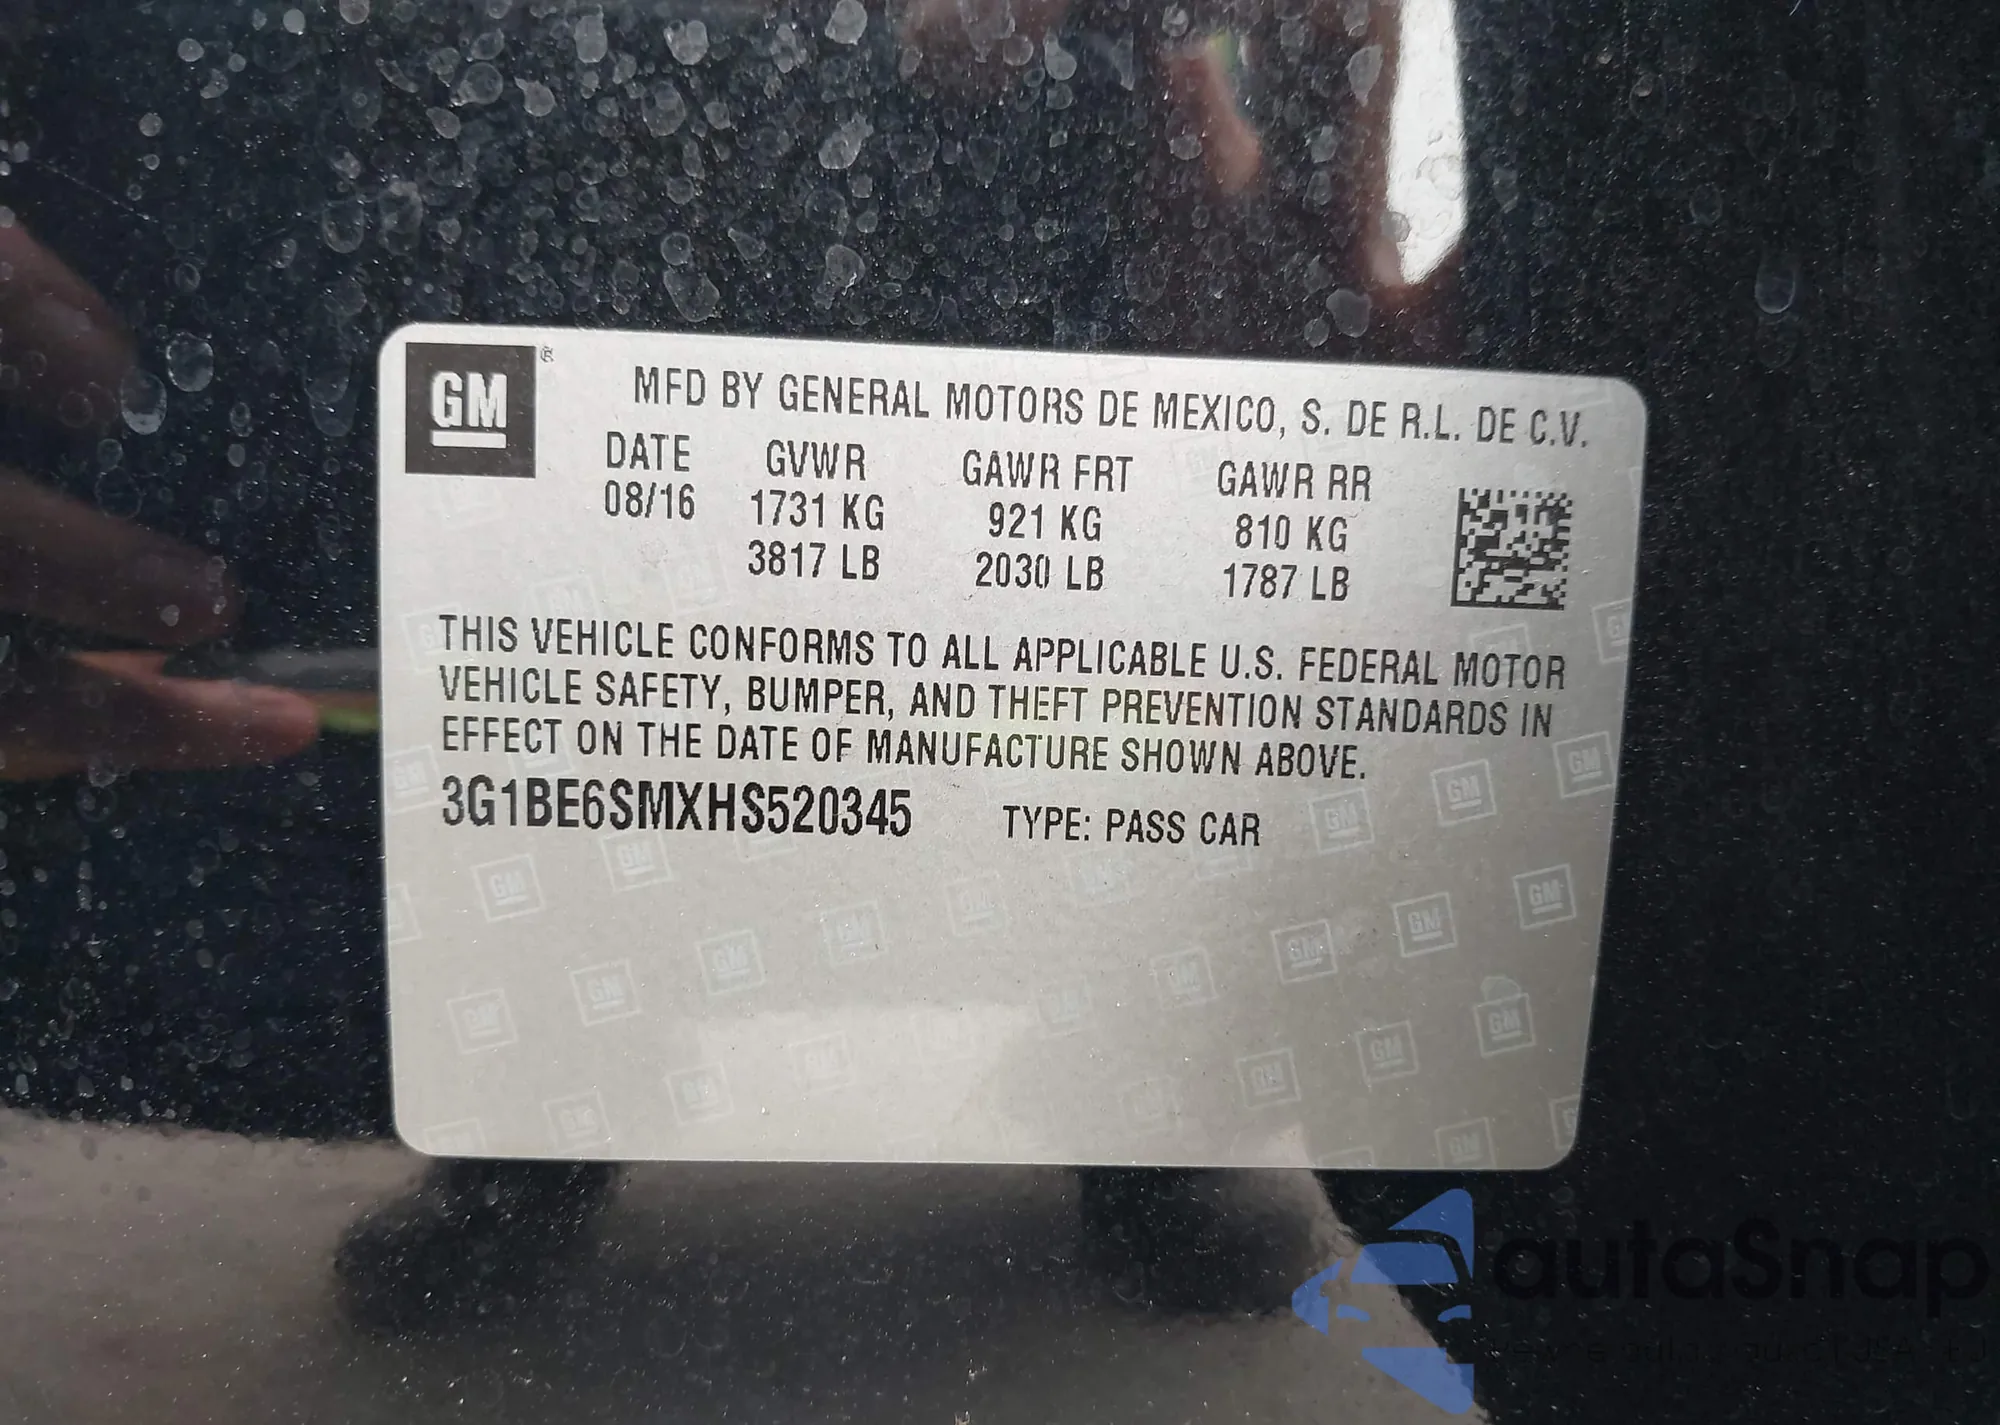 GM ®
MFD BY GENERAL MOTORS DE MEXICO, S. DE R.L. DE C.V.
DATE GVWR GAWR FRT GAWR RR
08/16 1731 KG 921 KG 810 KG
3817 LB 2030 LB 1787 LB
THIS VEHICLE CONFORMS TO ALL APPLICABLE U.S. FEDERAL MOTOR
VEHICLE SAFETY, BUMPER, AND THEFT PREVENTION STANDARDS IN
EFFECT ON THE DATE OF MANUFACTURE SHOWN ABOVE.
3G1BE6SMXHS520345 TYPE: PASS CAR
autaSnap